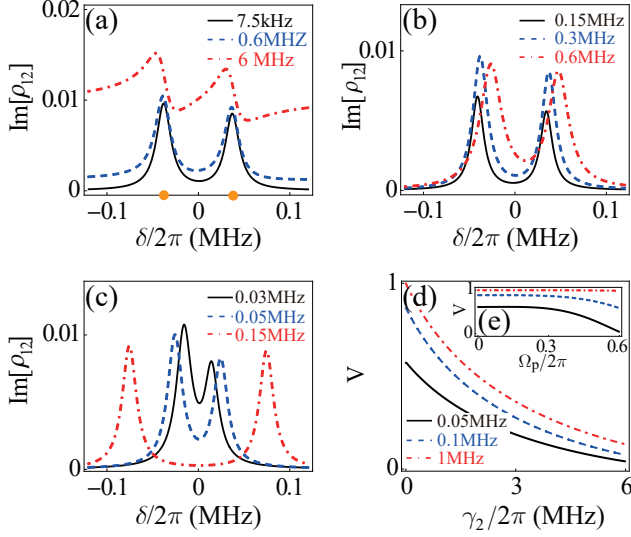 (a)
7.5kHz
0.6MHZ
6 MHz
0.02
0.01
0
Im[ρ12]
−0.1 0 0.1
δ/2π (MHz)
(b)
0.15MHz
0.3MHz
0.6MHz
0.01
0
Im[ρ12]
−0.1 0 0.1
δ/2π (MHz)
(c)
0.03MHz
0.05MHz
0.15MHz
0.01
0
Im[ρ12]
−0.1 0 0.1
δ/2π (MHz)
(d)
1
0
V
0.05MHz
0.1MHz
1MHz
0 3 6
γ2/2π (MHz)
(e)
1
0
V
0 0.3 0.6
Ωp/2π